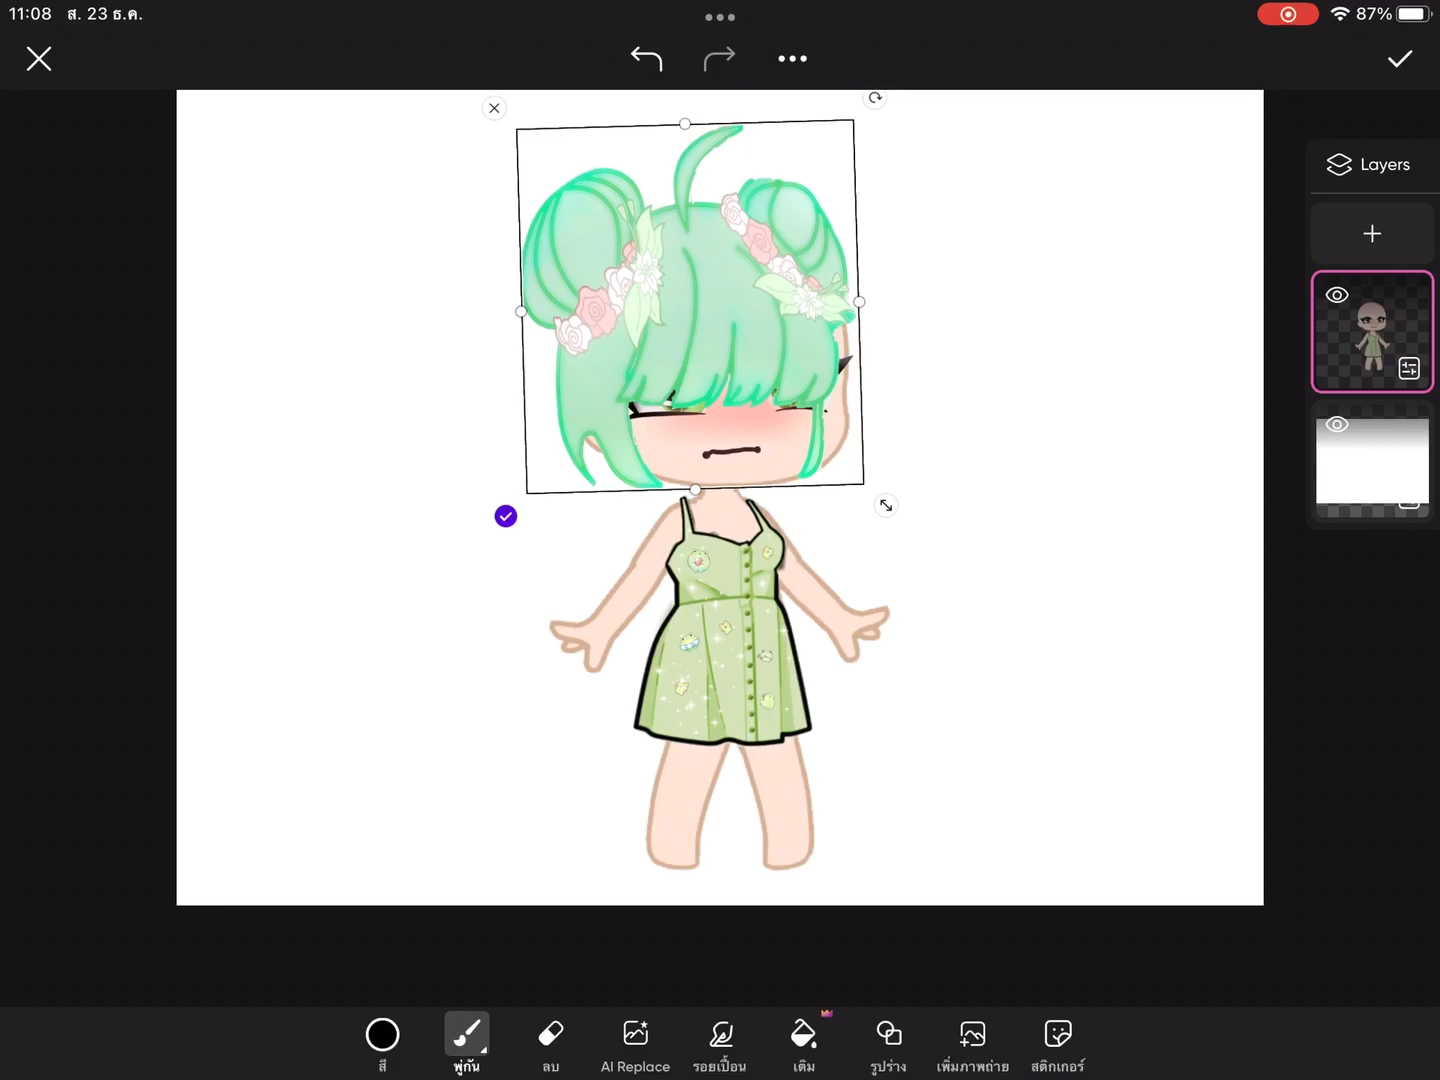 11:08 ส. 23 ธ.ค.
87%
Layers
สี
พู่กัน
ลบ
AI Replace
รอยเปื้อน
เติม
รูปร่าง
เพิ่มภาพถ่าย
สติกเกอร์